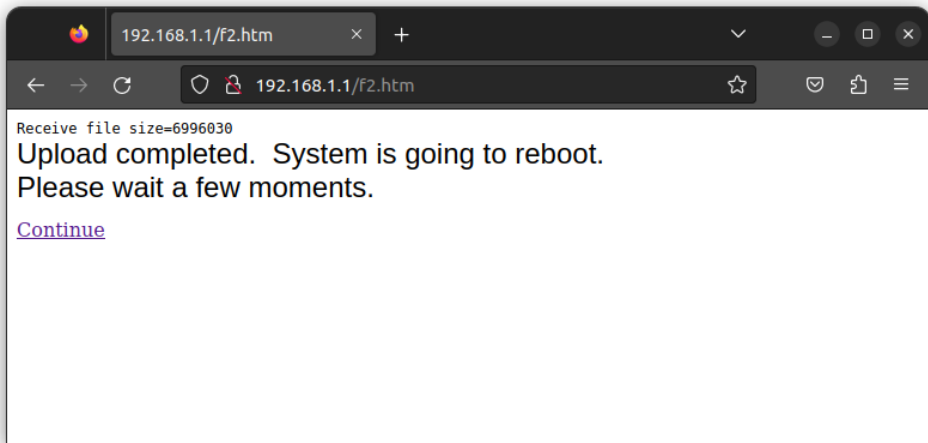 192.168.1.1/f2.htm
192.168.1.1/f2.htm
Receive file size=6996030
Upload completed.  System is going to reboot.
Please wait a few moments.
Continue